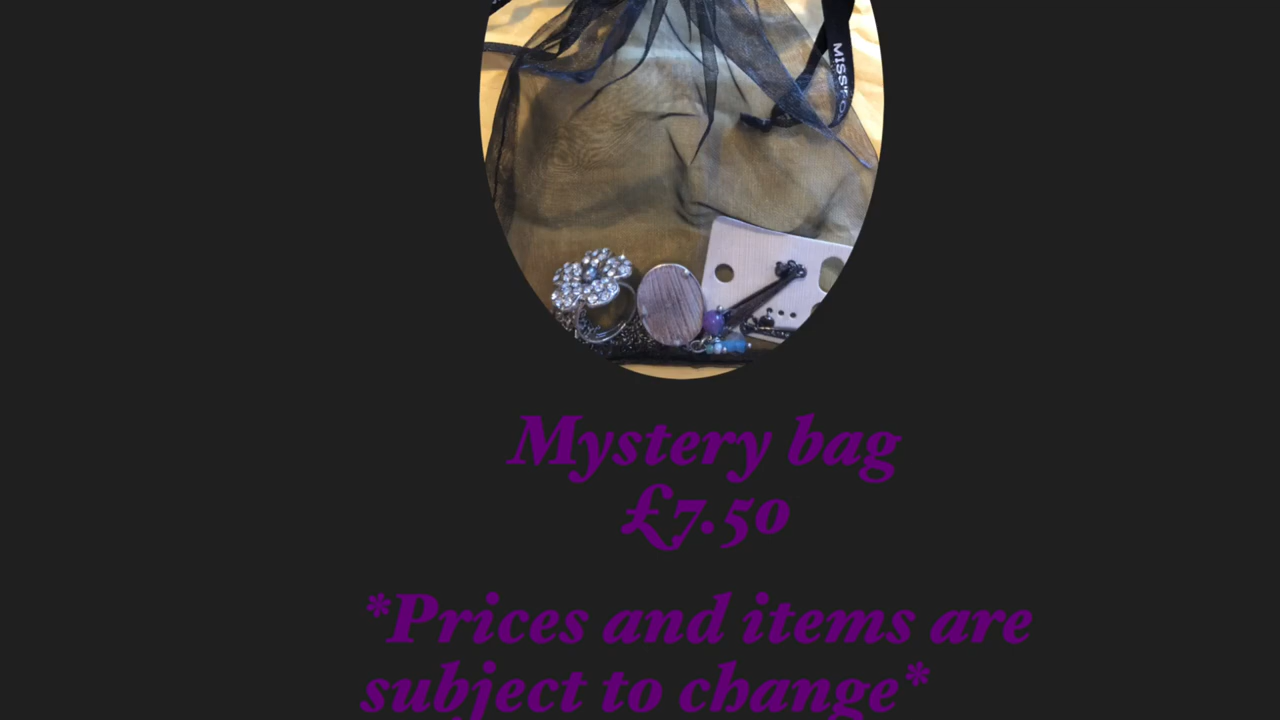 Mystery bag
£7.50
*Prices and items are
subject to change*